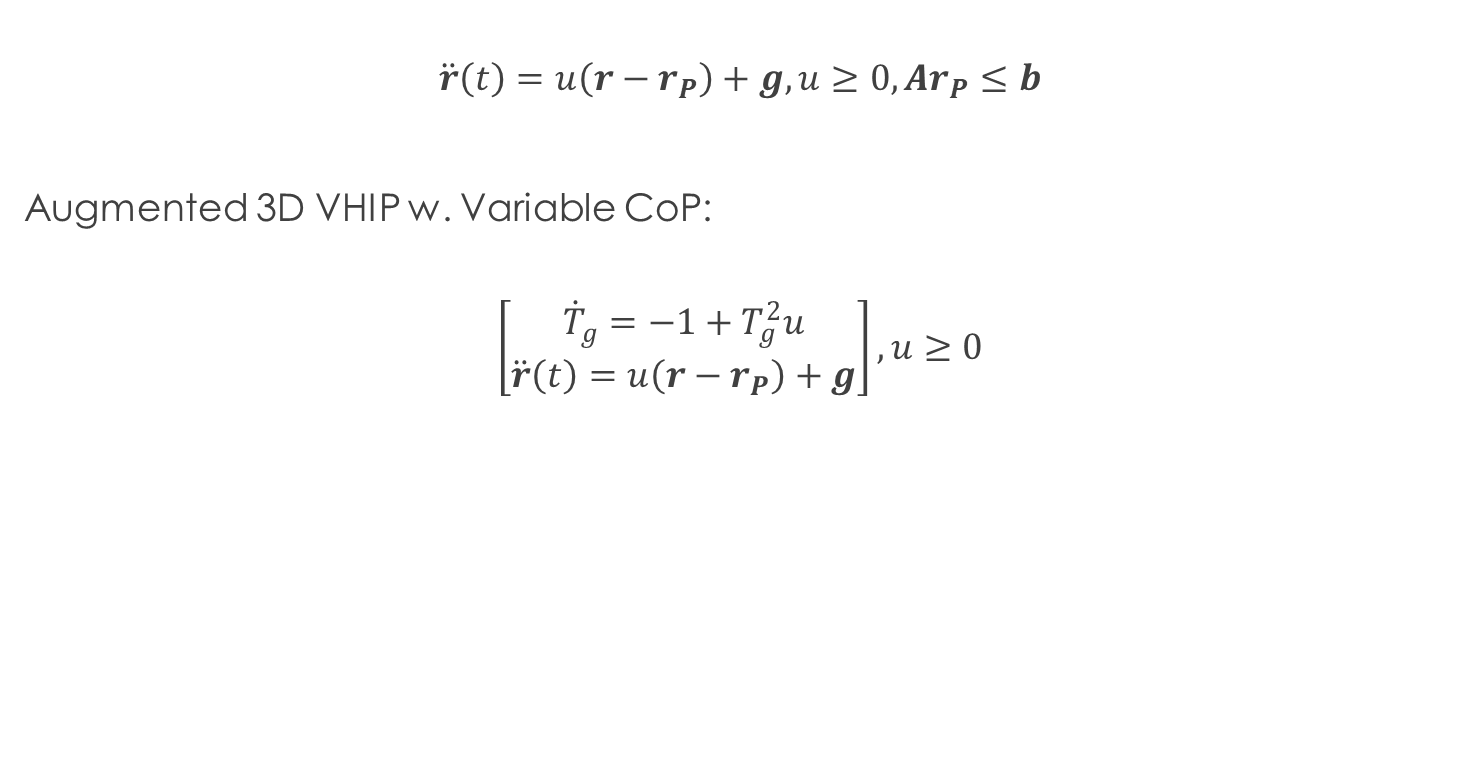 r̈(t) = u(r − r_P) + g, u ≥ 0, Ar_P ≤ b
Augmented 3D VHIP w. Variable CoP:
[Ṫ_g = −1 + T_g²u
r̈(t) = u(r − r_P) + g], u ≥ 0